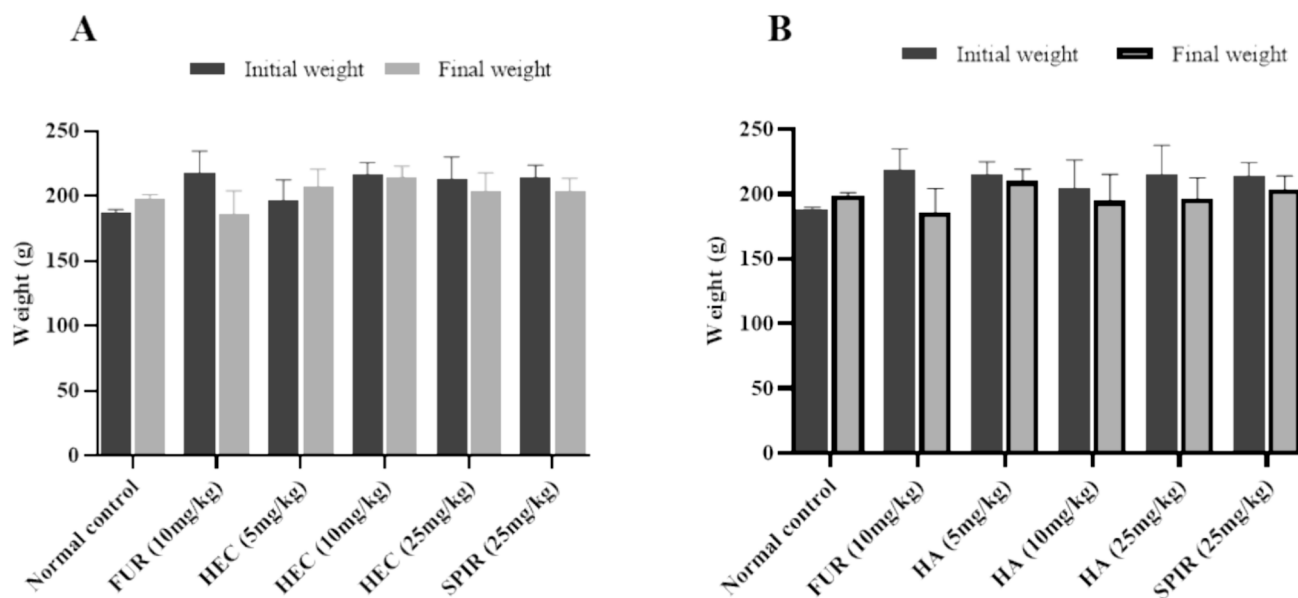 A
Initial weight Final weight
250
200
150
100
50
0
Weight (g)
Normal control
FUR (10mg/kg)
HEC (5mg/kg)
HEC (10mg/kg)
HEC (25mg/kg)
SPIR (25mg/kg)
B
Initial weight Final weight
250
200
150
100
50
0
Weight (g)
Normal control
FUR (10mg/kg)
HA (5mg/kg)
HA (10mg/kg)
HA (25mg/kg)
SPIR (25mg/kg)